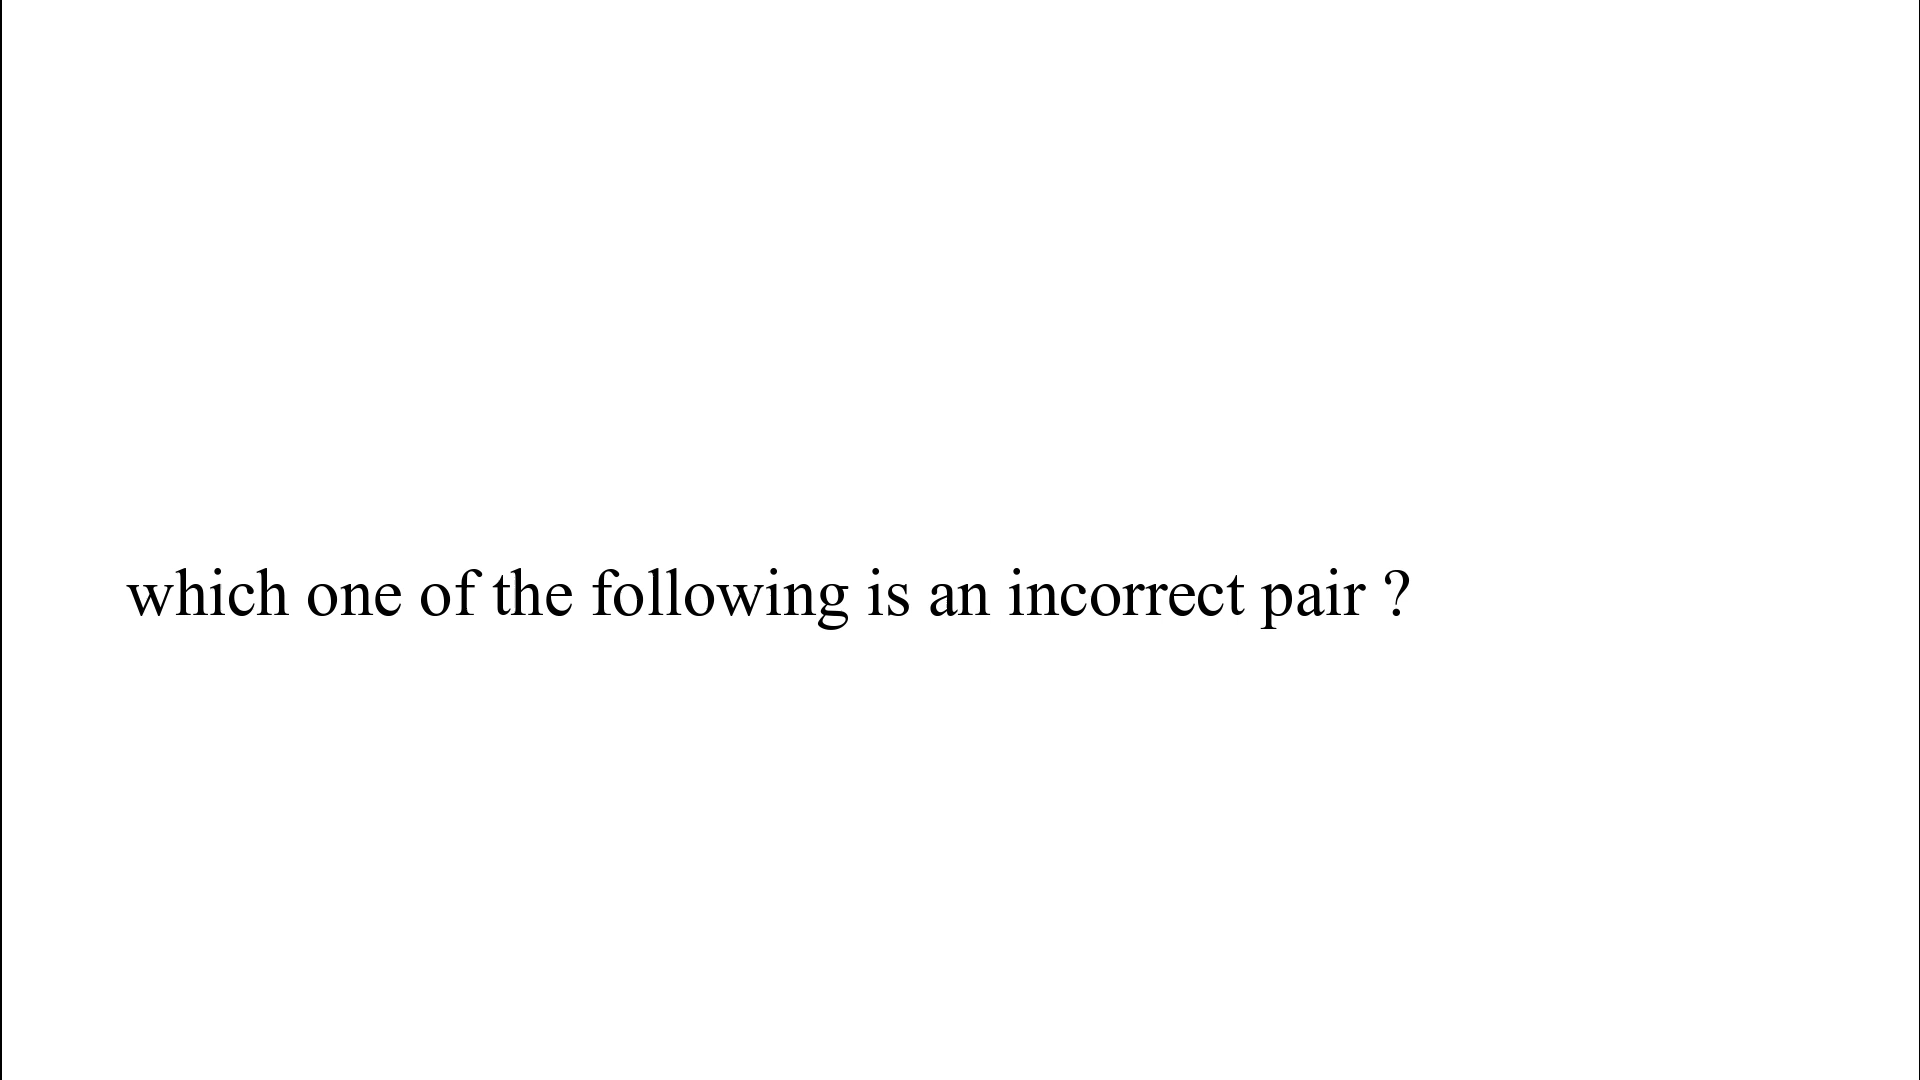 which one of the following is an incorrect pair ?